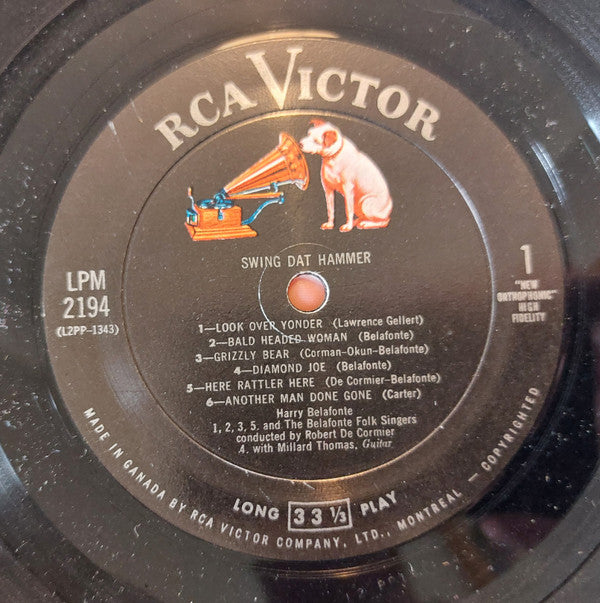 RCA VICTOR
SWING DAT HAMMER
LPM
2194
(L2PP-1343)
1
"NEW
ORTHOPHONIC"
HIGH
FIDELITY
1—LOOK OVER YONDER (Lawrence Gellert)
2—BALD HEADED WOMAN (Belafonte)
3—GRIZZLY BEAR (Corman-Okun-Belafonte)
4—DIAMOND JOE (Belafonte)
5—HERE RATTLER HERE (De Cormier-Belafonte)
6—ANOTHER MAN DONE GONE (Carter)
Harry Belafonte
1, 2, 3, 5, and The Belafonte Folk Singers
conducted by Robert De Cormier
4. with Millard Thomas, Guitar
LONG 33 ⅓ PLAY
MADE IN CANADA BY RCA VICTOR COMPANY, LTD., MONTREAL — COPYRIGHTED